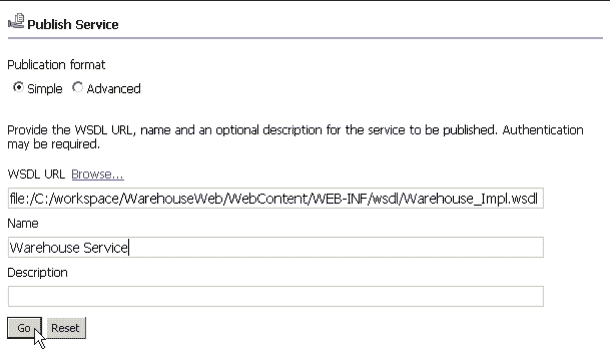 Publish Service
Publication format
Simple Advanced
Provide the WSDL URL, name and an optional description for the service to be published. Authentication
may be required.
WSDL URL Browse...
file:/C:/workspace/WarehouseWeb/WebContent/WEB-INF/wsdl/Warehouse_Impl.wsdl
Name
Warehouse Service
Description
Go Reset